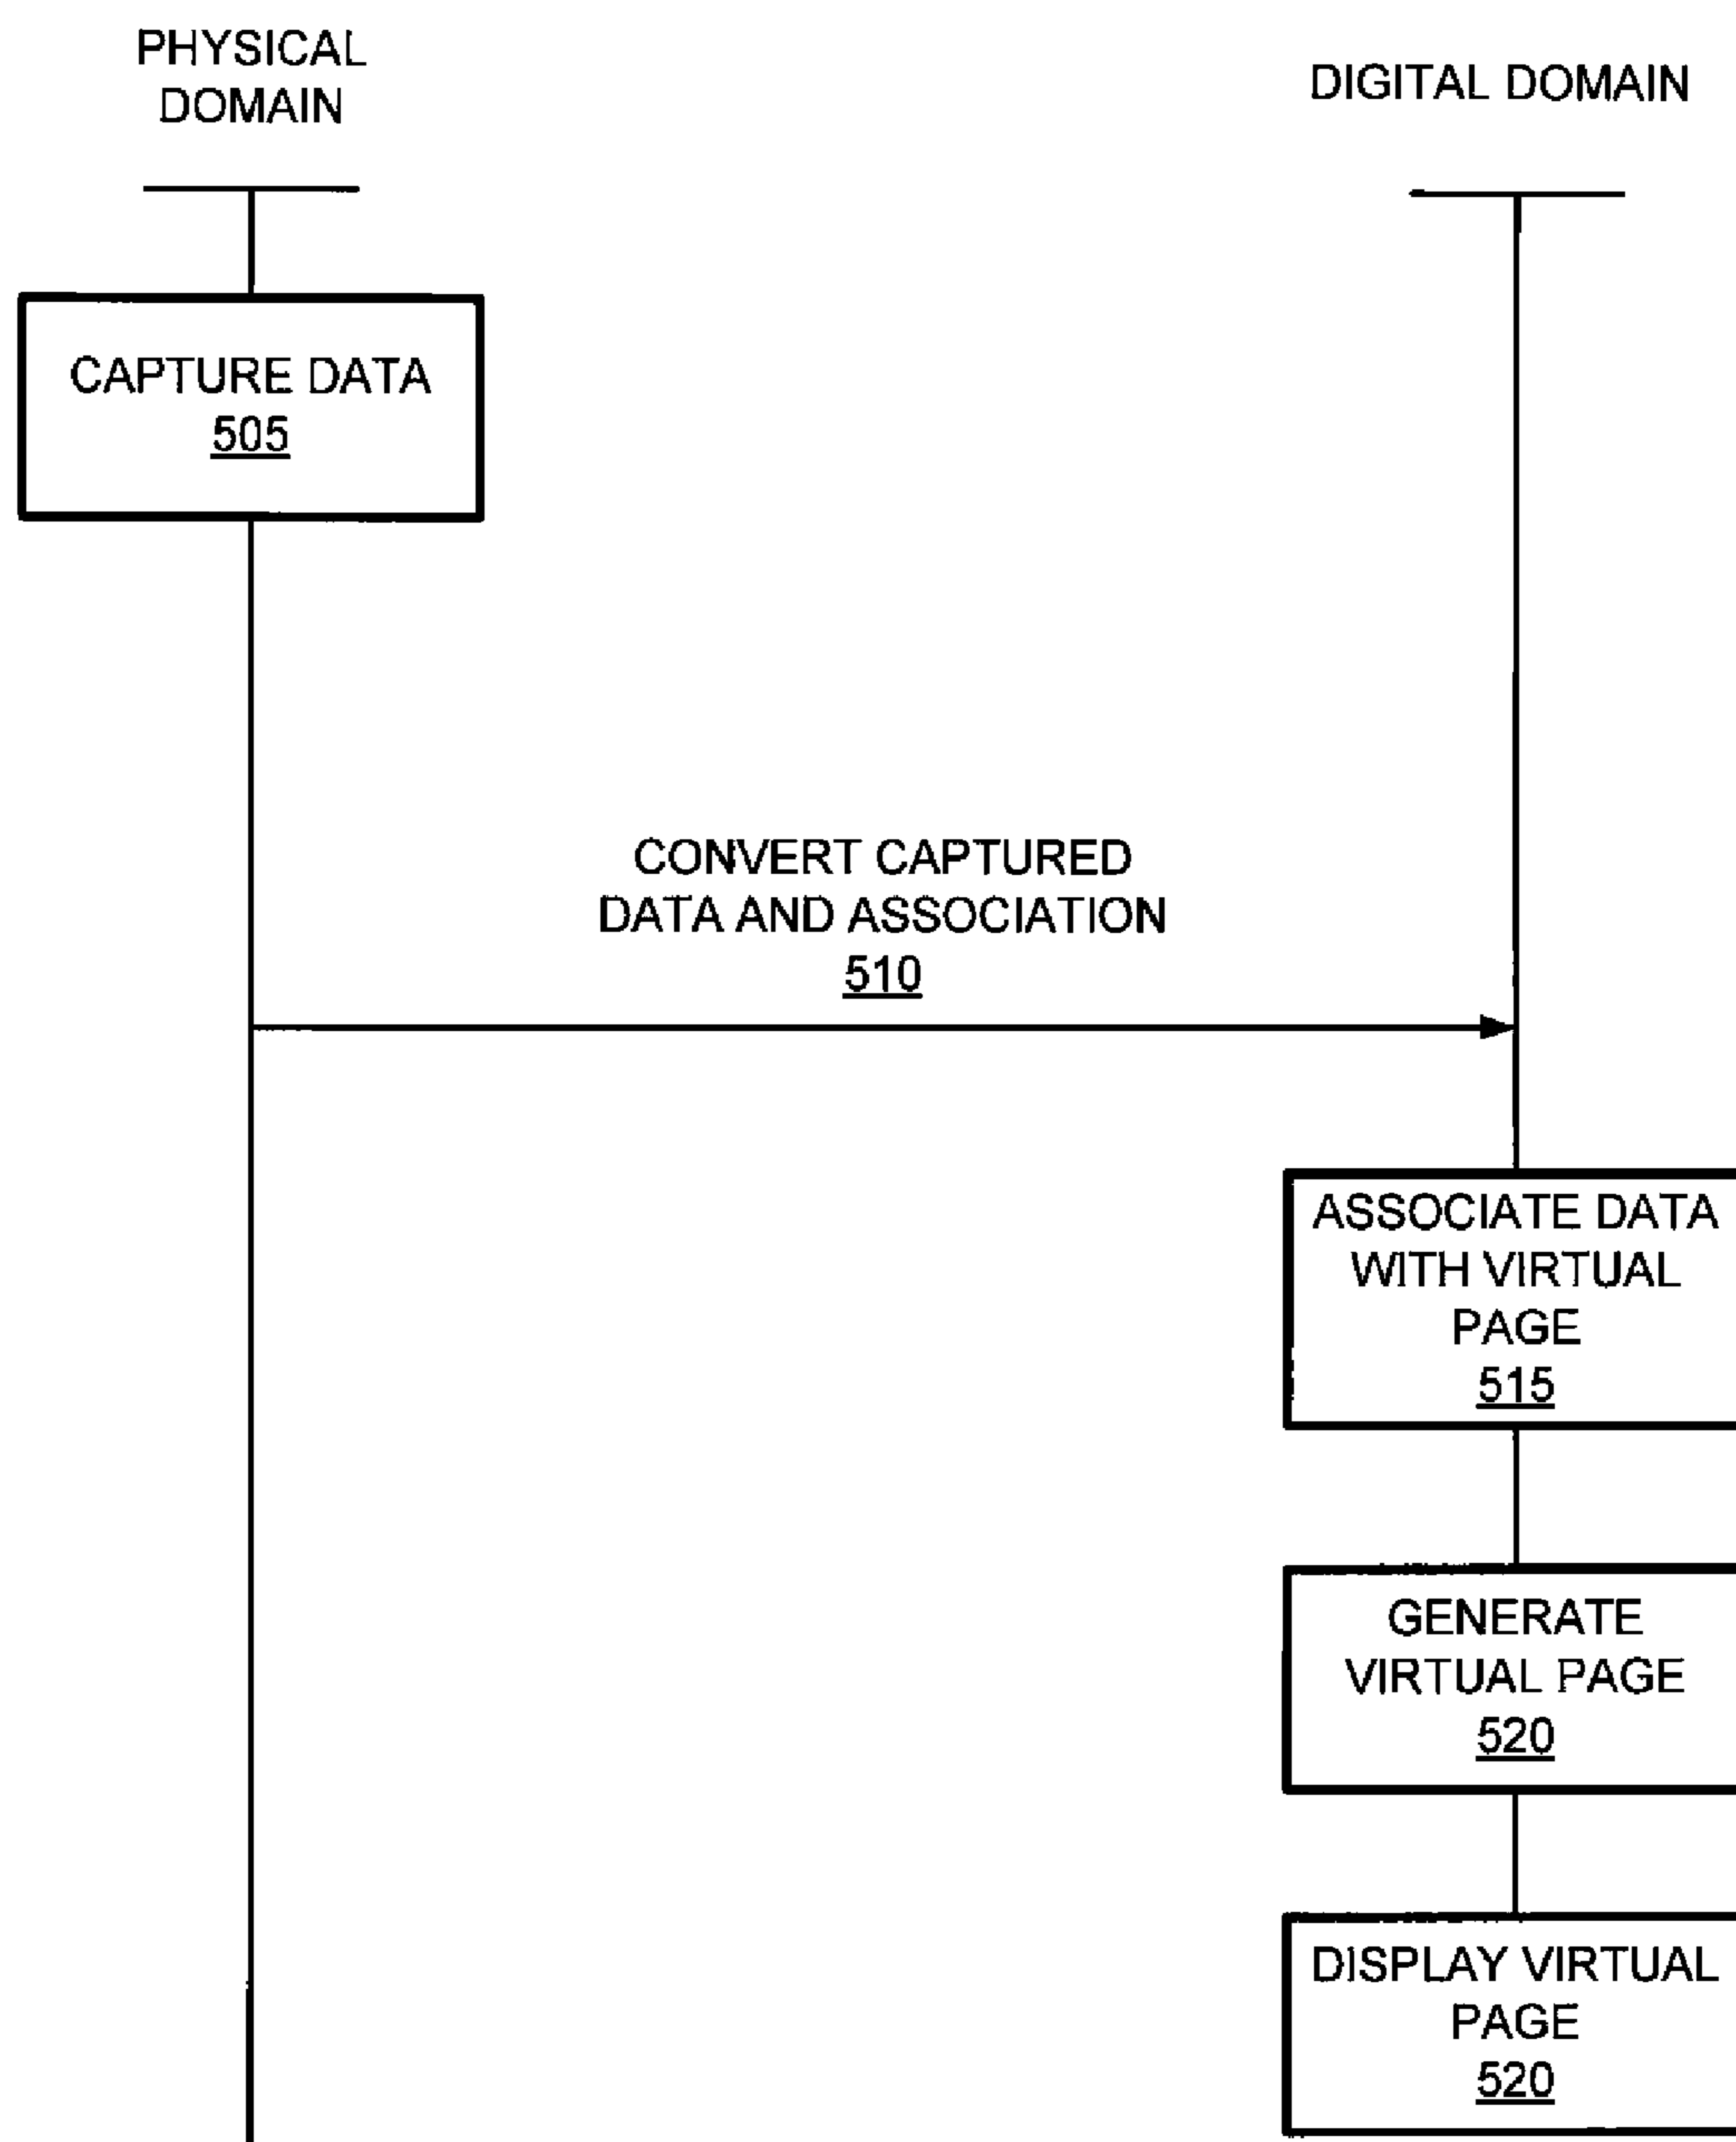 PHYSICAL
DOMAIN
DIGITAL DOMAIN
CAPTURE DATA
505
CONVERT CAPTURED
DATA AND ASSOCIATION
510
ASSOCIATE DATA
WITH VIRTUAL
PAGE
515
GENERATE
VIRTUAL PAGE
520
DISPLAY VIRTUAL
PAGE
520